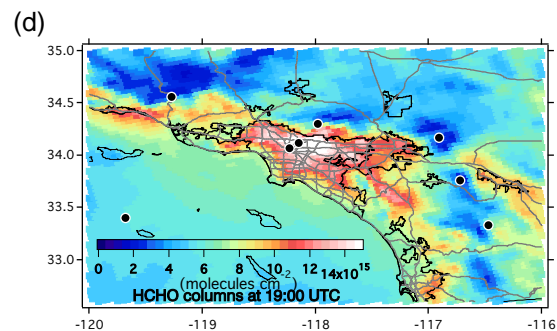 (d)
35.0
34.5
34.0
33.5
33.0
0 2 4 6 8 10 12 14x10¹⁵
(molecules cm⁻²)
HCHO columns at 19:00 UTC
-120 -119 -118 -117 -116